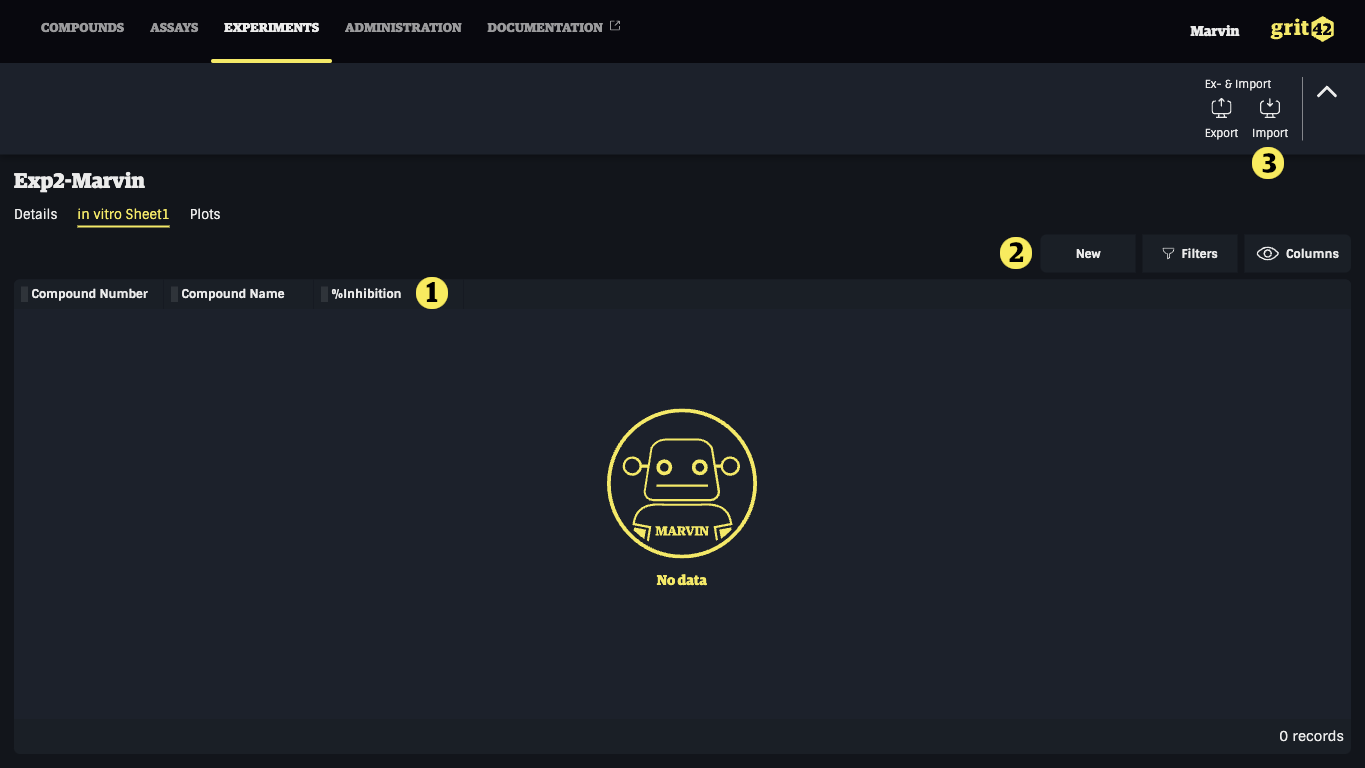 COMPOUNDS ASSAYS EXPERIMENTS ADMINISTRATION DOCUMENTATION Marvin grit42
Ex- & Import
Export Import
3
Exp2-Marvin
Details in vitro Sheet1 Plots
2 New Filters Columns
Compound Number Compound Name %Inhibition 1
MARVIN
No data
0 records